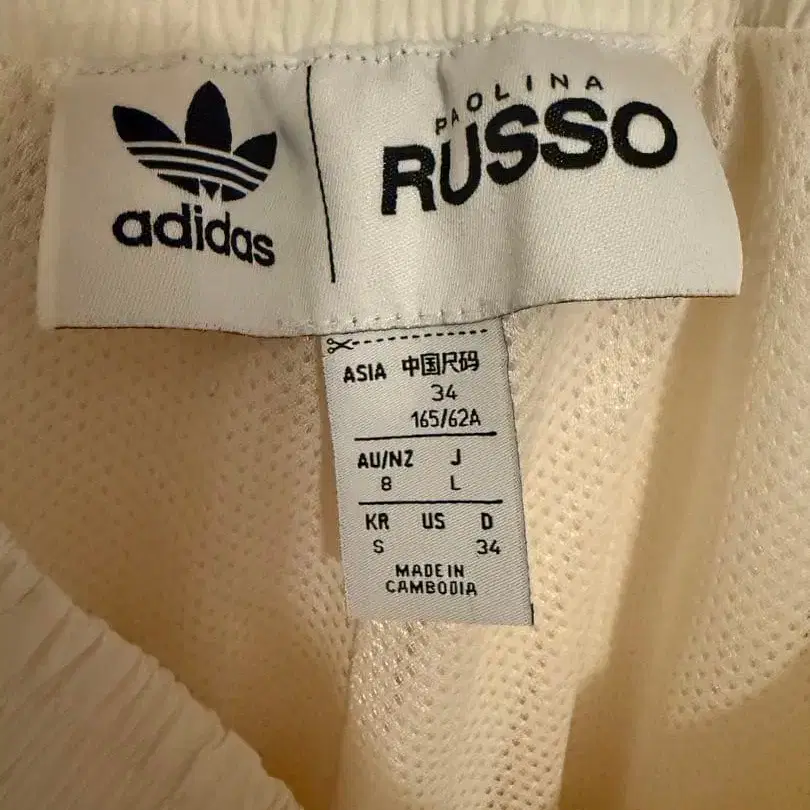 adidas
PAOLINA
RUSSO
ASIA 中国尺码
34
165/62A
AU/NZ J
8 L
KR US D
S 34
MADE IN
CAMBODIA